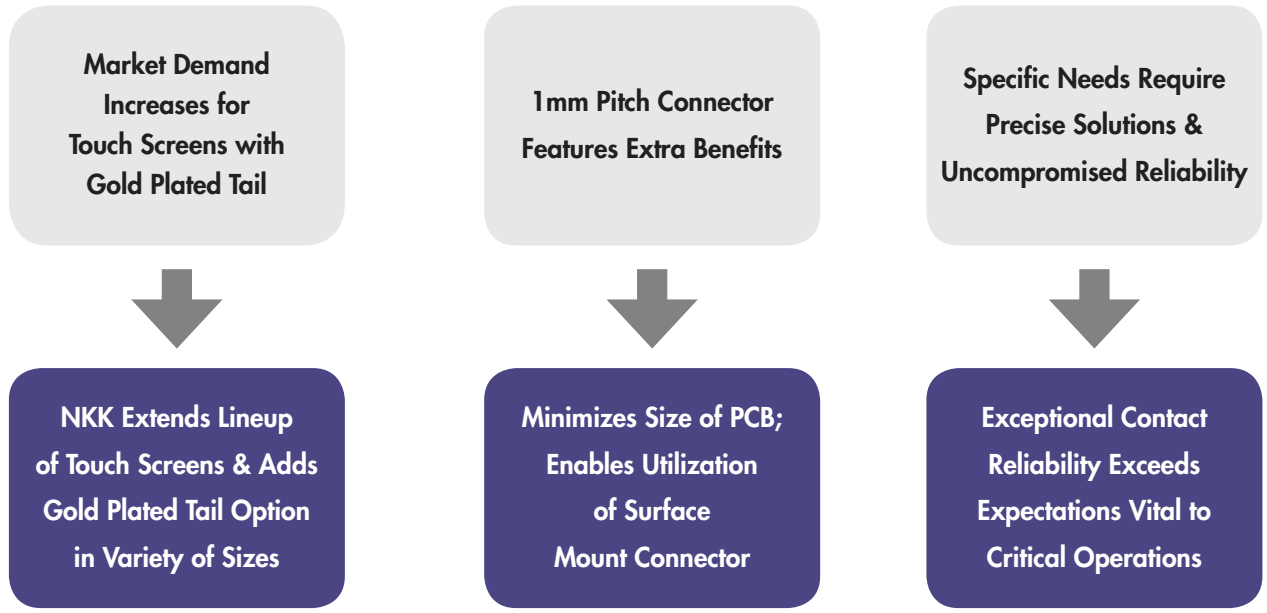 Market Demand
Increases for
Touch Screens with
Gold Plated Tail
1mm Pitch Connector
Features Extra Benefits
Specific Needs Require
Precise Solutions &
Uncompromised Reliability
NKK Extends Lineup
of Touch Screens & Adds
Gold Plated Tail Option
in Variety of Sizes
Minimizes Size of PCB;
Enables Utilization
of Surface
Mount Connector
Exceptional Contact
Reliability Exceeds
Expectations Vital to
Critical Operations